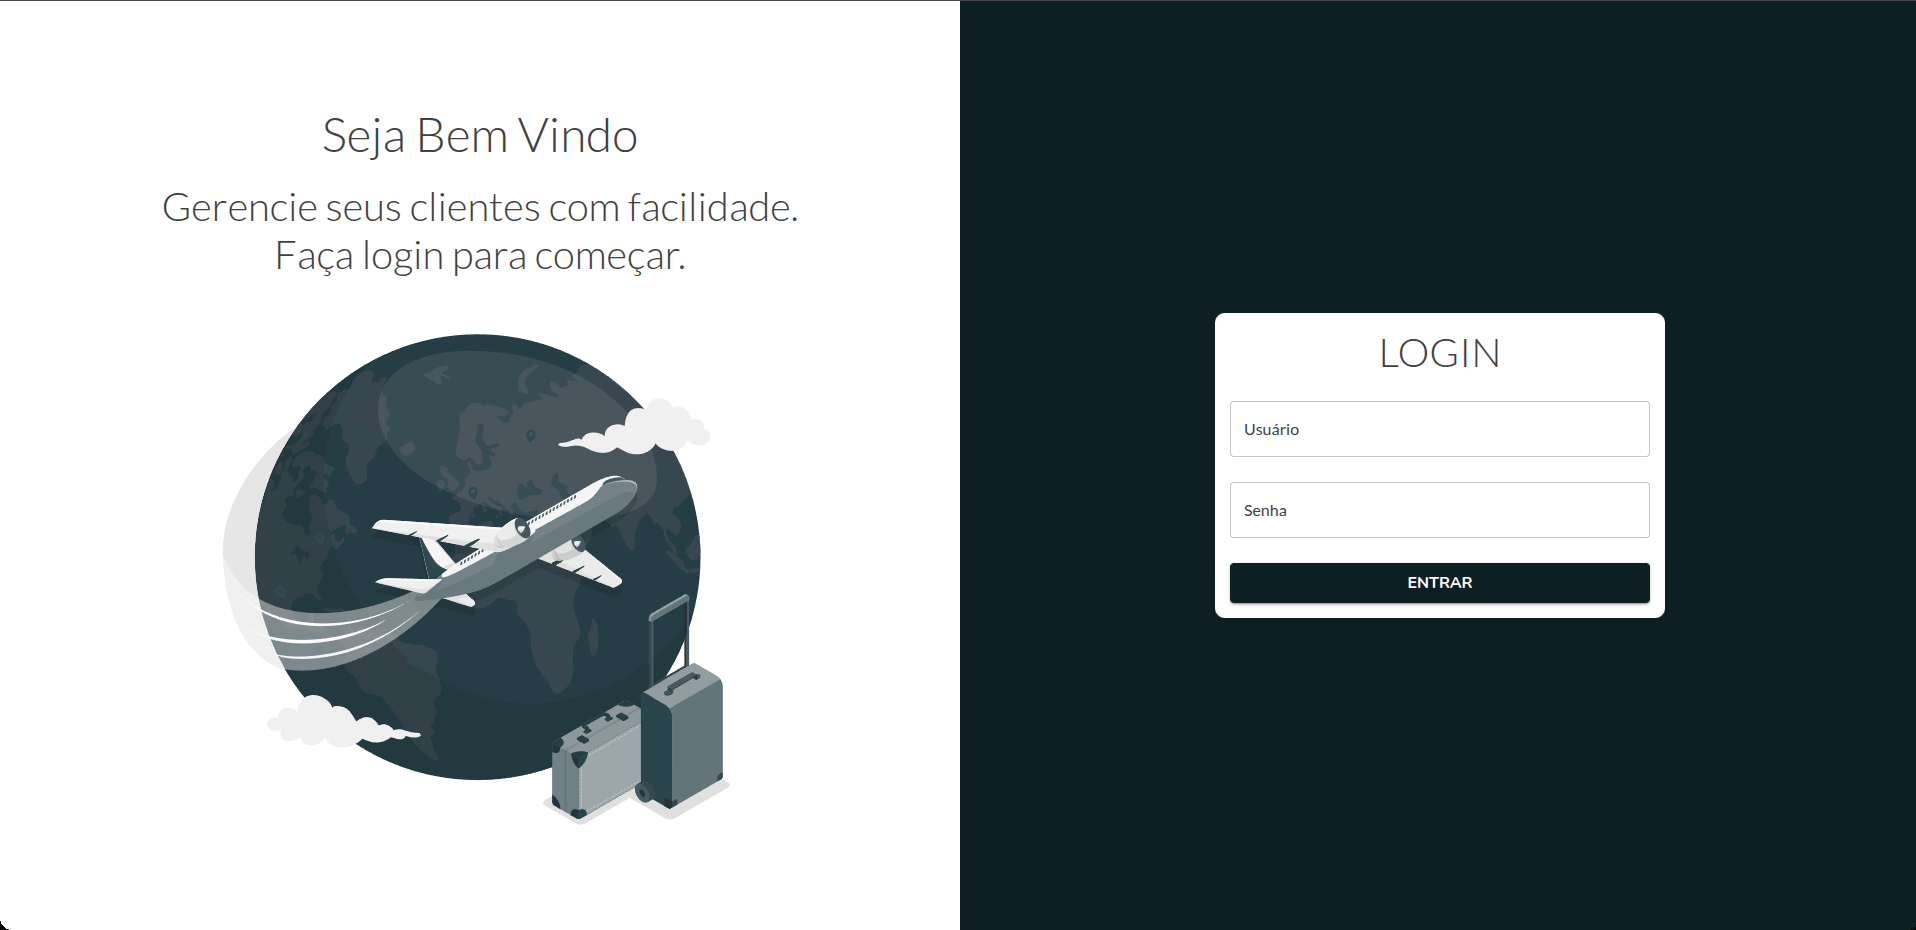 Seja Bem Vindo
Gerencie seus clientes com facilidade.
Faça login para começar.
LOGIN
Usuário
Senha
ENTRAR